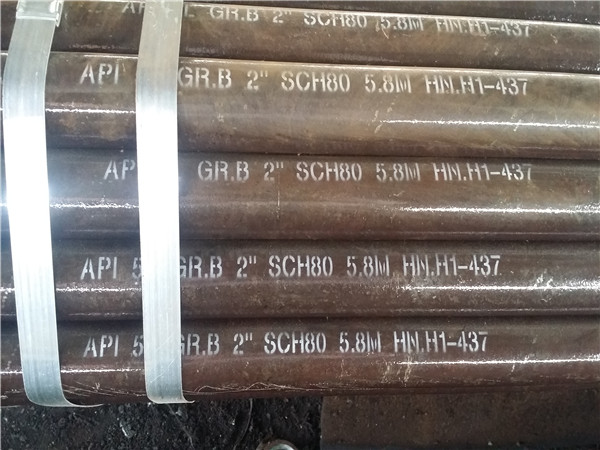 GR.B 2" SCH80 5.8M HN.H1-437
API GR.B 2" SCH80 5.8M HN.H1-437
GR.B 2" SCH80 5.8M HN.H1-437
API 5 GR.B 2" SCH80 5.8M HN.H1-437
API 5 GR.B 2" SCH80 5.8M HN.H1-437